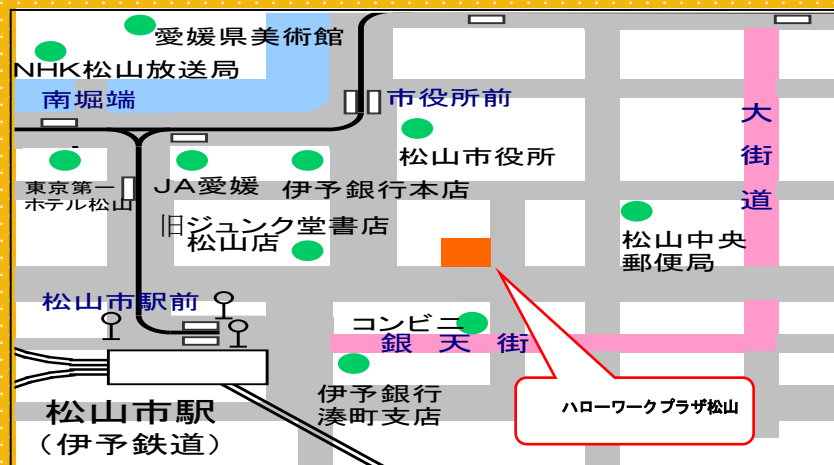 愛媛県美術館
NHK松山放送局
南堀端
市役所前
大街道
松山市役所
東京第一
ホテル松山
JA愛媛
伊予銀行本店
旧ジュンク堂書店
松山店
松山中央
郵便局
松山市駅前
コンビニ
銀天街
伊予銀行
湊町支店
ハローワークプラザ松山
松山市駅
（伊予鉄道）